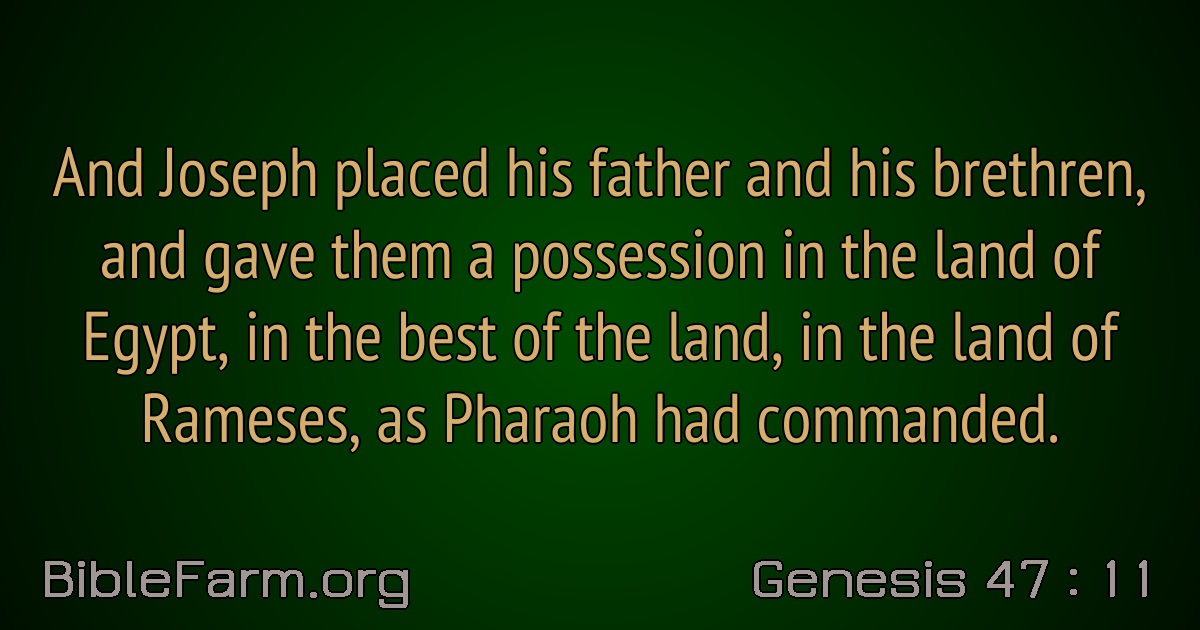 And Joseph placed his father and his brethren,
and gave them a possession in the land of
Egypt, in the best of the land, in the land of
Rameses, as Pharaoh had commanded.
BibleFarm.org
Genesis 47 : 11